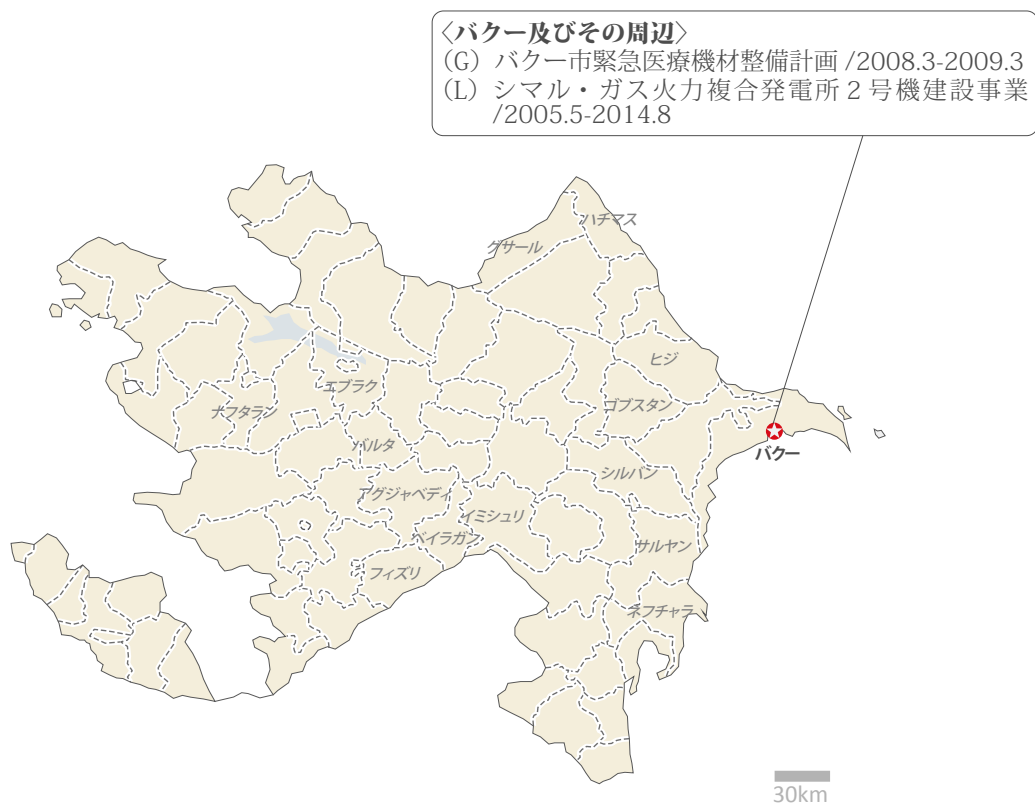 〈バクー及びその周辺〉
(G) バクー市緊急医療機材整備計画 /2008.3-2009.3
(L) シマル・ガス火力複合発電所２号機建設事業
/2005.5-2014.8
ハチマス
グサール
ヒジ
エブラク
ナフタラン
ゴブスタン
バクー
バルタ
シルバン
アグジャベディ
イミシュリ
ベイラガン
サルヤン
フィズリ
ネフチャラ
30km